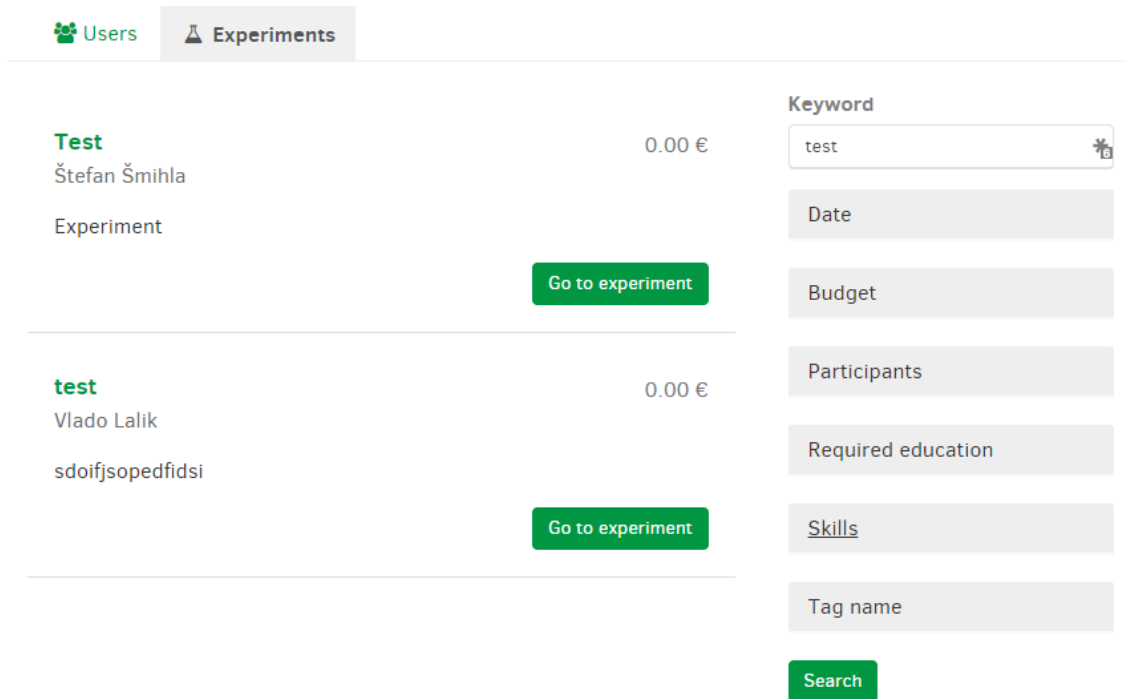 Users
Experiments
Test
0.00 €
Štefan Šmihla
Experiment
Go to experiment
test
0.00 €
Vlado Lalik
sdoifjsopedfidsi
Go to experiment
Keyword
test
6
Date
Budget
Participants
Required education
Skills
Tag name
Search